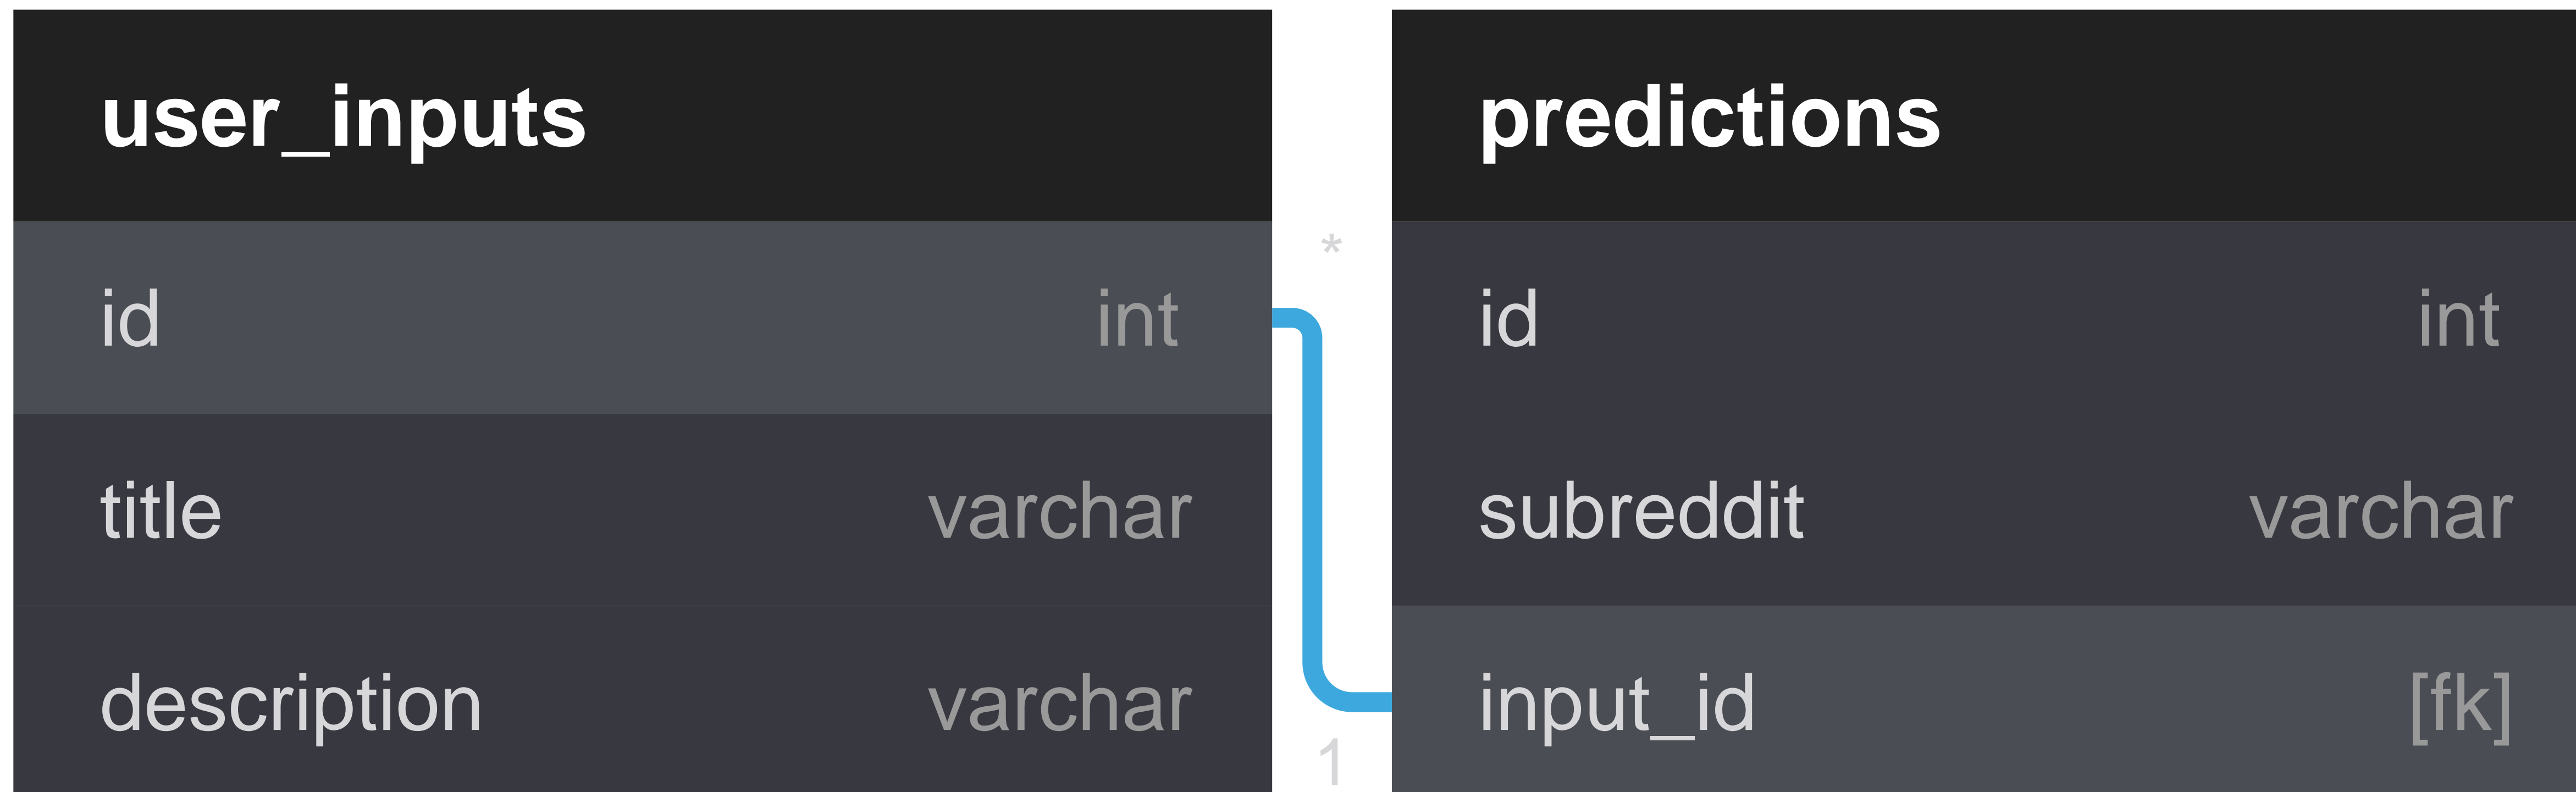 user_inputs
id int
title varchar
description varchar
*
1
predictions
id int
subreddit varchar
input_id [fk]